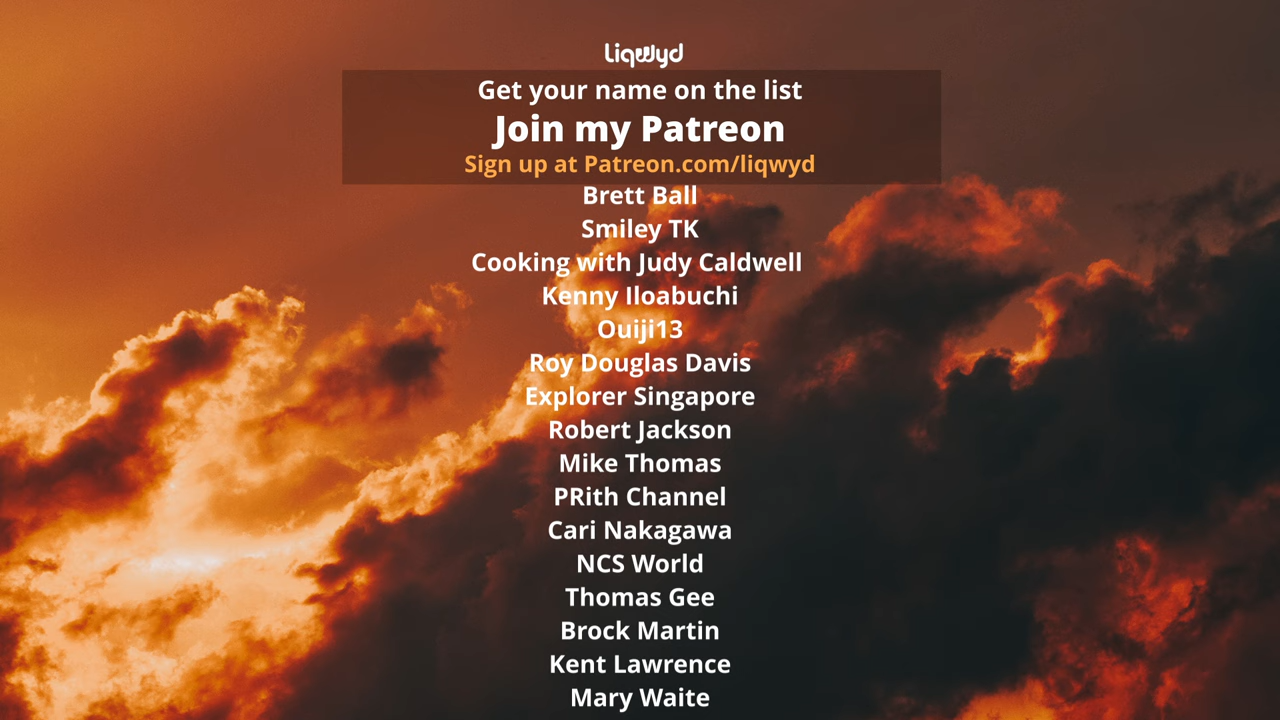 Liqwyd
Get your name on the list
Join my Patreon
Sign up at Patreon.com/liqwyd
Brett Ball
Smiley TK
Cooking with Judy Caldwell
Kenny Iloabuchi
Ouiji13
Roy Douglas Davis
Explorer Singapore
Robert Jackson
Mike Thomas
PRith Channel
Cari Nakagawa
NCS World
Thomas Gee
Brock Martin
Kent Lawrence
Mary Waite